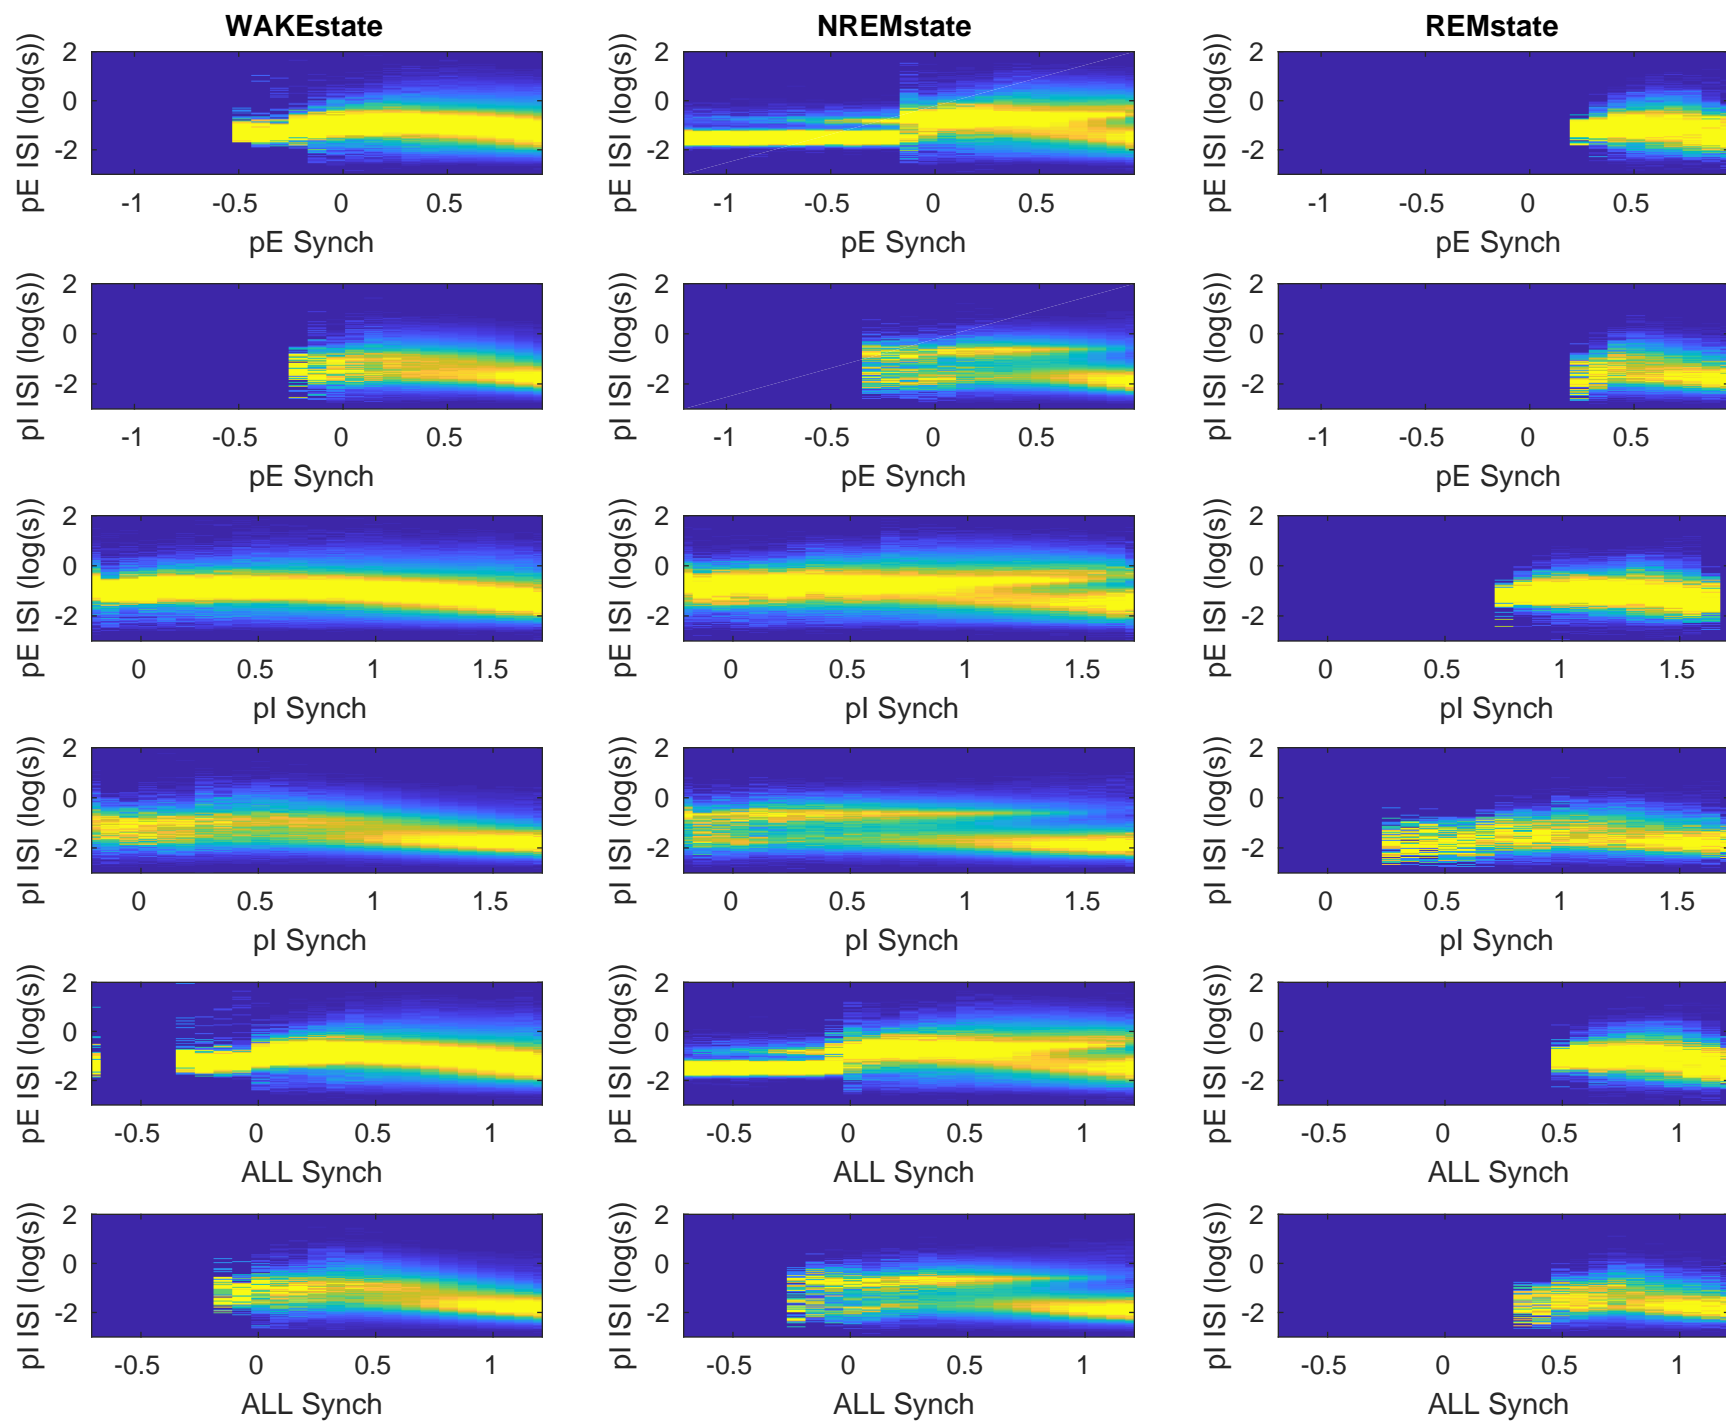 WAKEstate NREMstate REMstate
pE ISI (log(s)) 2 0 -2 pE ISI (log(s)) 2 0 -2 pE ISI (log(s)) 2 0 -2
-1 -0.5 0 0.5 -1 -0.5 0 0.5 -1 0 0.5
pE Synch pE Synch pE Synch
pI ISI (log(s)) 2 0 -2 pI ISI (log(s)) 2 0 -2 pI ISI (log(s)) 2 0 -2
-1 -0.5 0 0.5 -1 -0.5 0 0.5 -1 0 0.5
pE Synch pE Synch pE Synch
pE ISI (log(s)) 2 0 -2 pE ISI (log(s)) 2 0 -2 pE ISI (log(s)) 2 0 -2
0 0.5 1 1.5 0 0.5 1 1.5 0 0.5 1 1.5
pI Synch pI Synch pI Synch
pI ISI (log(s)) 2 0 -2 pI ISI (log(s)) 2 0 -2 pI ISI (log(s)) 2 0 -2
0 0.5 1 1.5 0 0.5 1 1.5 0 0.5 1 1.5
pI Synch pI Synch pI Synch
pE ISI (log(s)) 2 0 -2 pE ISI (log(s)) 2 0 -2 pE ISI (log(s)) 2 0 -2
-0.5 0 0.5 1 -0.5 0 0.5 1 -0.5 0 0.5 1
ALL Synch ALL Synch ALL Synch
pI ISI (log(s)) 2 0 -2 pI ISI (log(s)) 2 0 -2 pI ISI (log(s)) 2 0 -2
-0.5 0 0.5 1 -0.5 0 0.5 1 -0.5 0 0.5 1
ALL Synch ALL Synch ALL Synch